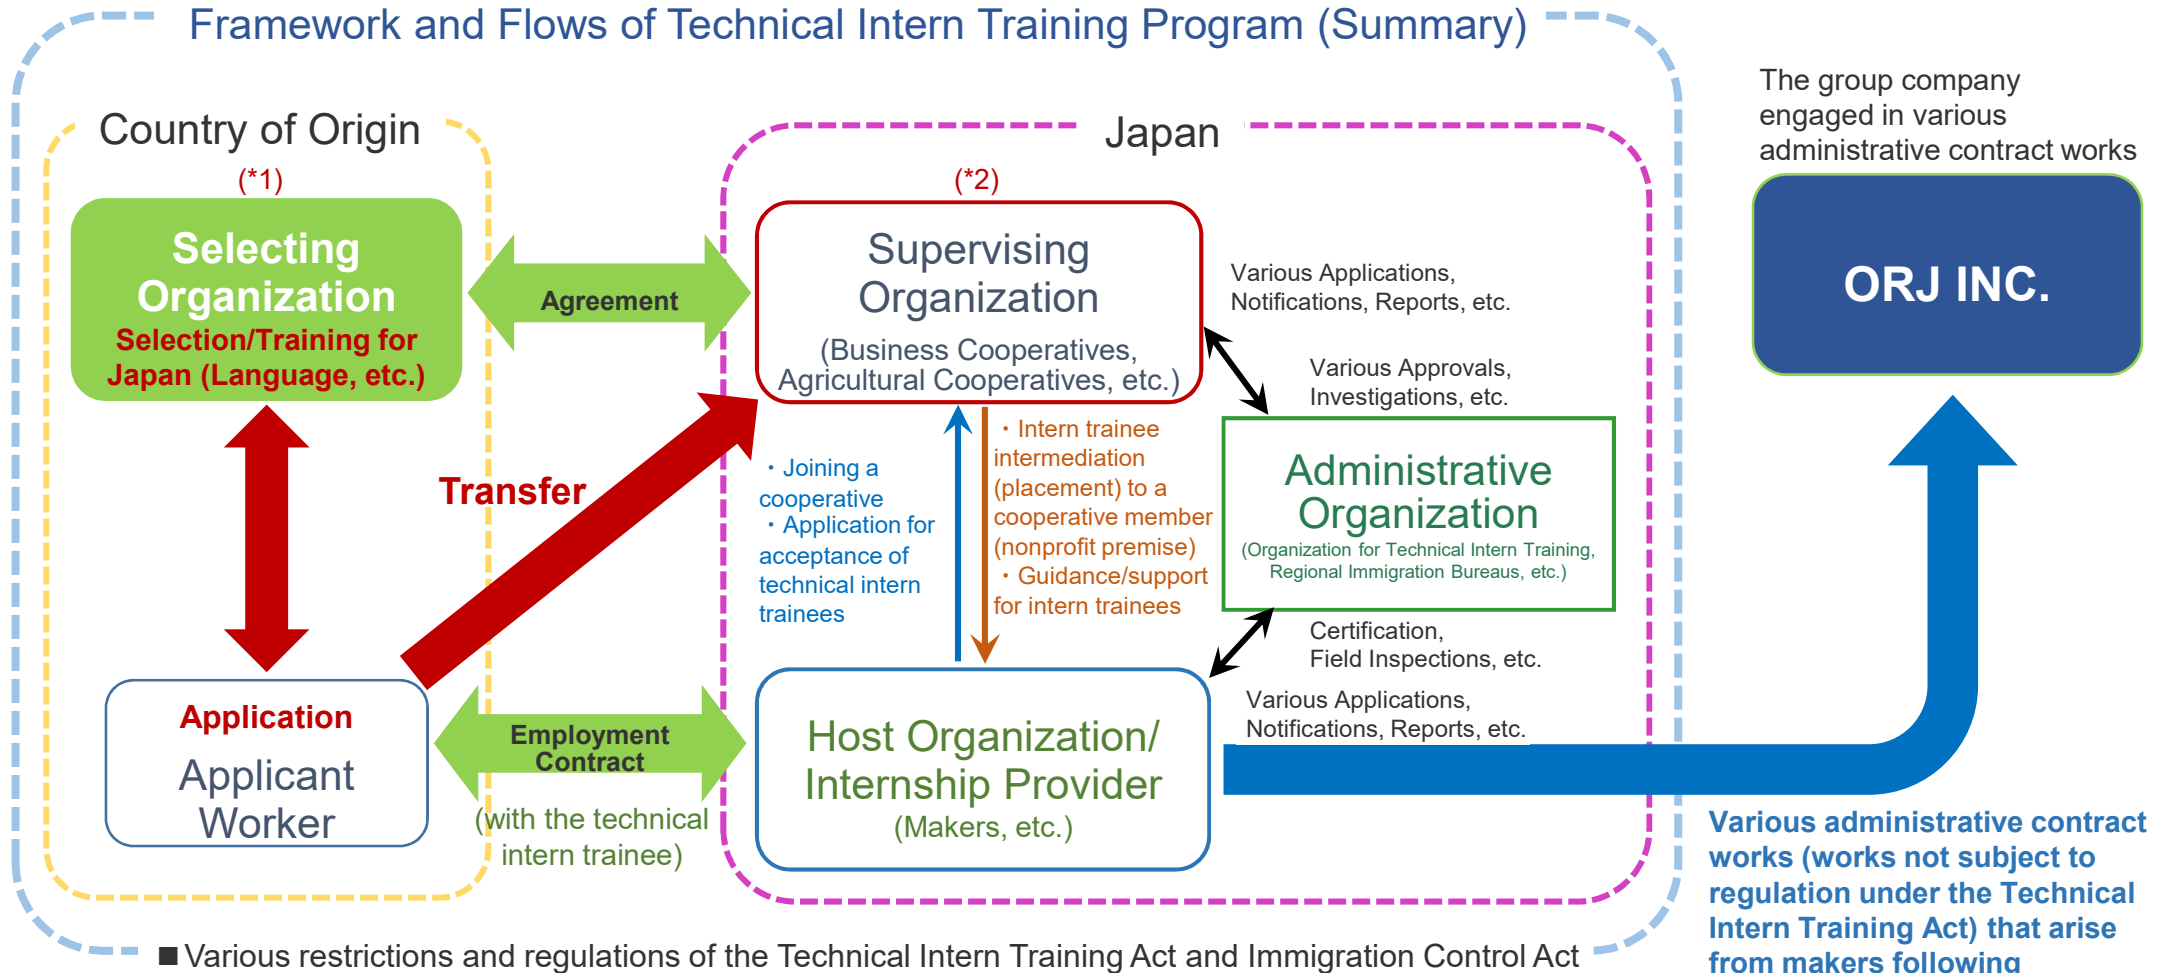 Framework and Flows of Technical Intern Training Program (Summary)
Country of Origin
(*1)
Selecting
Organization
Selection/Training for
Japan (Language, etc.)
Agreement
Transfer
Application
Applicant
Worker
Employment
Contract
(with the technical
intern trainee)
Japan
(*2)
Supervising
Organization
(Business Cooperatives,
Agricultural Cooperatives, etc.)
・Joining a
cooperative
・Application for
acceptance of
technical intern
trainees
・Intern trainee
intermediation
(placement) to a
cooperative member
(nonprofit premise)
・Guidance/support
for intern trainees
Various Applications,
Notifications, Reports, etc.
Various Approvals,
Investigations, etc.
Administrative
Organization
(Organization for Technical Intern Training,
Regional Immigration Bureaus, etc.)
Certification,
Field Inspections, etc.
Various Applications,
Notifications, Reports, etc.
Host Organization/
Internship Provider
(Makers, etc.)
The group company
engaged in various
administrative contract works
ORJ INC.
Various administrative contract
works (works not subject to
regulation under the Technical
Intern Training Act) that arise
from makers following
■Various restrictions and regulations of the Technical Intern Training Act and Immigration Control Act